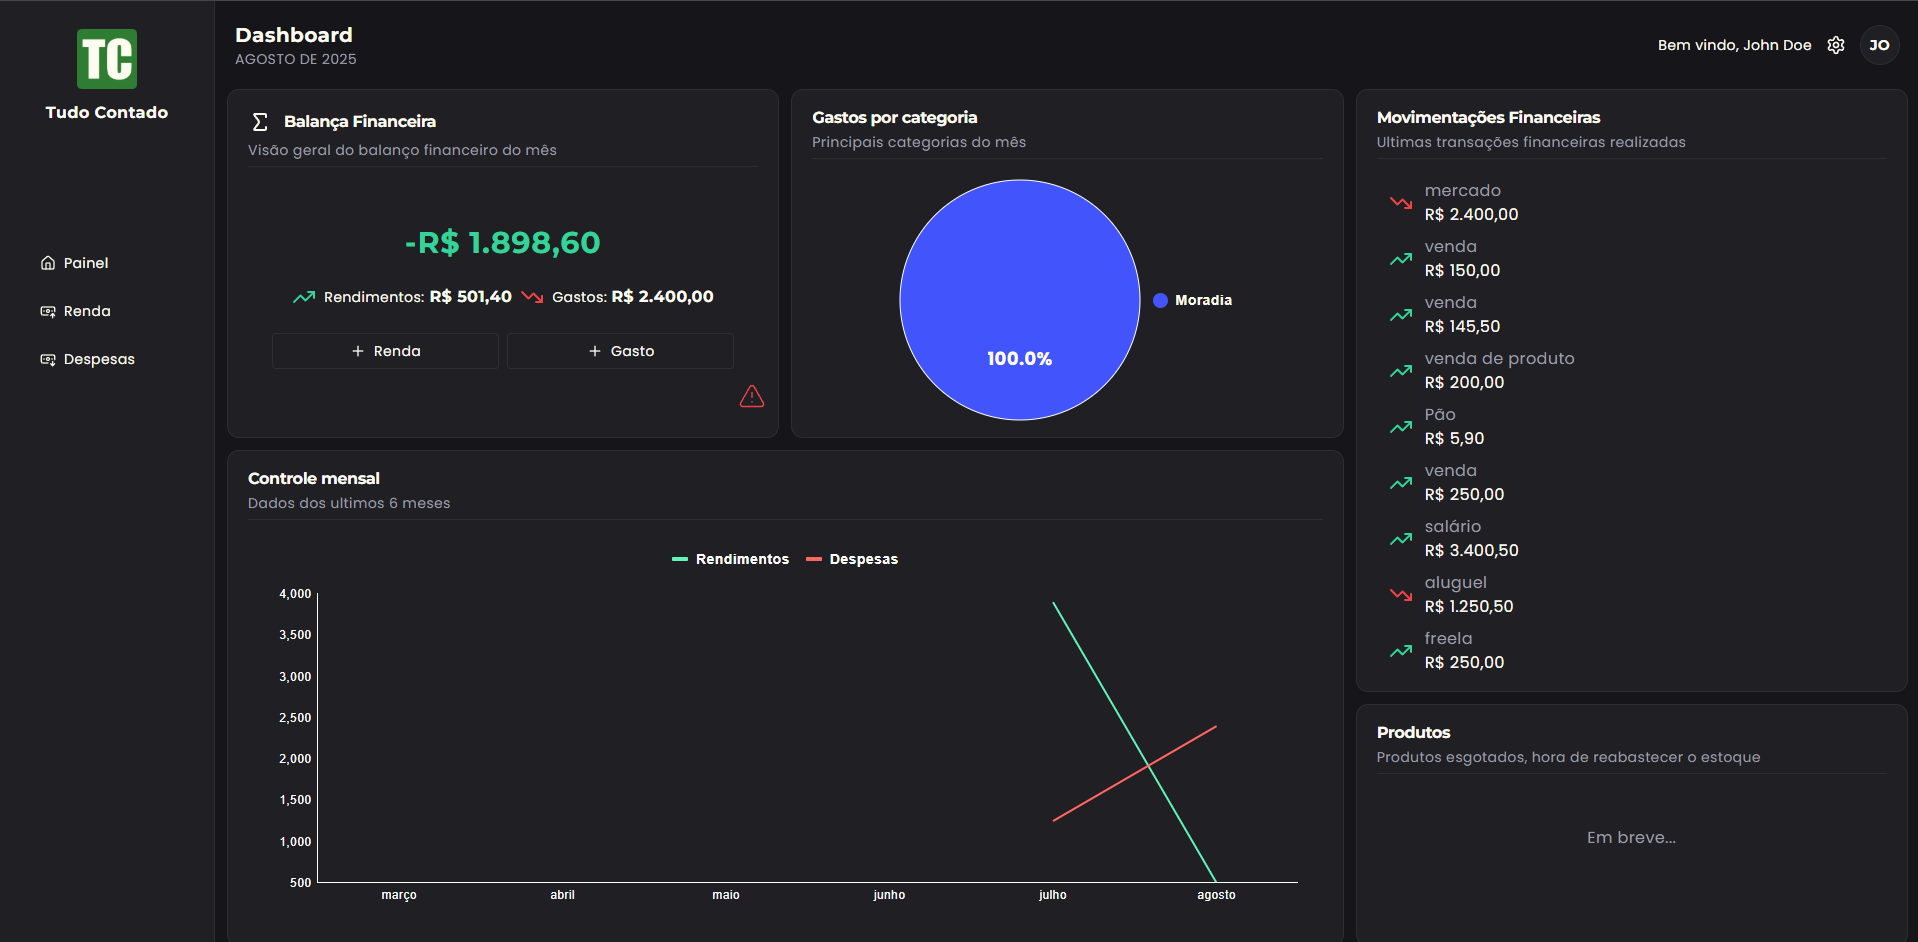 TC
Tudo Contado
Painel
Renda
Despesas
Dashboard
AGOSTO DE 2025
Bem vindo, John Doe
JO
Balança Financeira
Visão geral do balanço financeiro do mês
-R$ 1.898,60
Rendimentos: R$ 501,40 Gastos: R$ 2.400,00
+ Renda
+ Gasto
Gastos por categoria
Principais categorias do mês
100.0%
Moradia
Movimentações Financeiras
Ultimas transações financeiras realizadas
mercado
R$ 2.400,00
venda
R$ 150,00
venda
R$ 145,50
venda de produto
R$ 200,00
Pão
R$ 5,90
venda
R$ 250,00
salário
R$ 3.400,50
aluguel
R$ 1.250,50
freela
R$ 250,00
Controle mensal
Dados dos ultimos 6 meses
Rendimentos Despesas
4,000
3,500
3,000
2,500
2,000
1,500
1,000
500
março abril maio junho julho agosto
Produtos
Produtos esgotados, hora de reabastecer o estoque
Em breve...